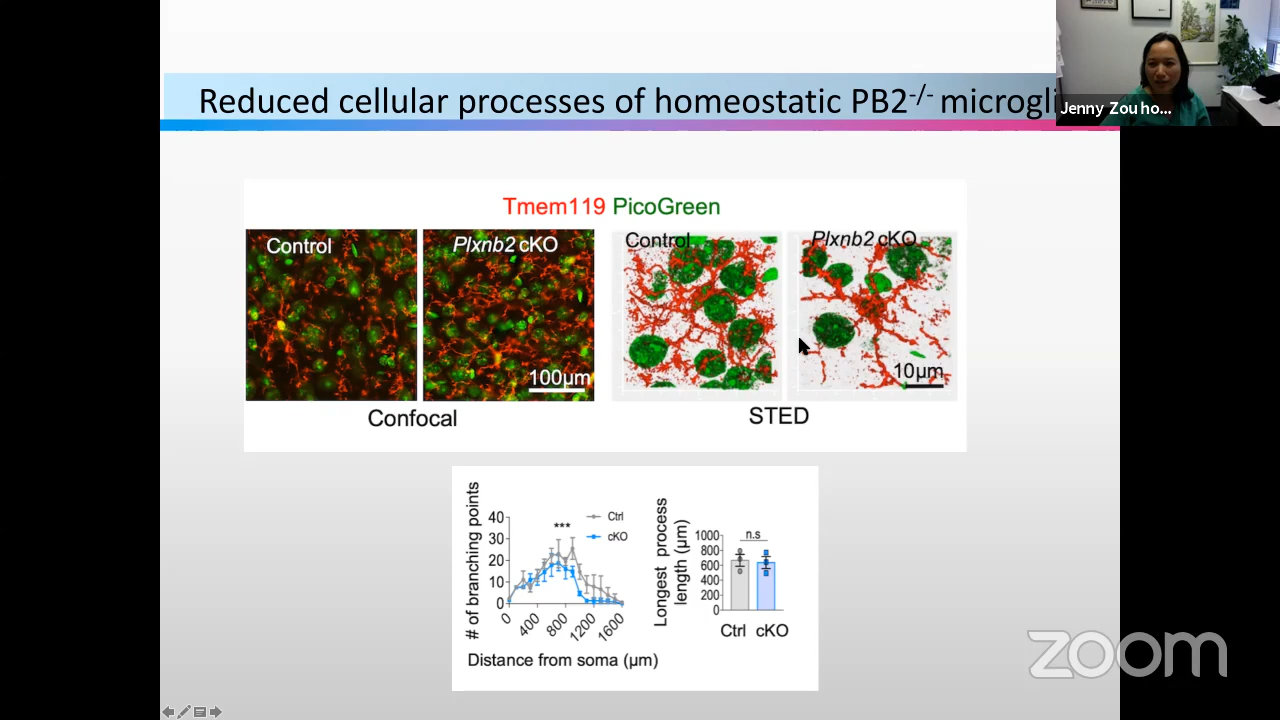 Reduced cellular processes of homeostatic PB2-/- microgli
Jenny Zou ho...
Tmem119 PicoGreen
Control
Plxnb2 cKO
100µm
Confocal
Control
Plxnb2 cKO
10µm
STED
# of branching points
40
30
20
10
0
***
Ctrl
cKO
0
400
800
1200
1600
Distance from soma (µm)
Longest process
length (µm)
1000
800
600
400
200
0
n.s
Ctrl cKO
zoom